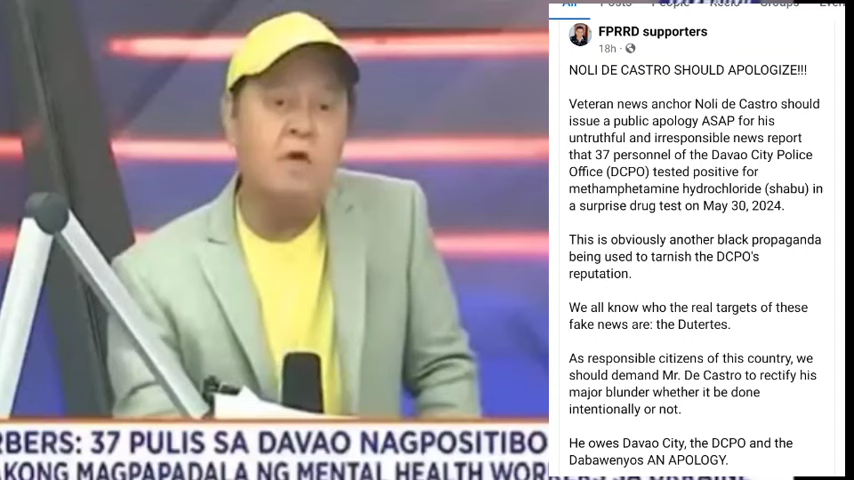 All
FPRRD supporters
18h
NOLI DE CASTRO SHOULD APOLOGIZE!!!
Veteran news anchor Noli de Castro should
issue a public apology ASAP for his
untruthful and irresponsible news report
that 37 personnel of the Davao City Police
Office (DCPO) tested positive for
methamphetamine hydrochloride (shabu) in
a surprise drug test on May 30, 2024.
This is obviously another black propaganda
being used to tarnish the DCPO's
reputation.
We all know who the real targets of these
fake news are: the Dutertes.
As responsible citizens of this country, we
should demand Mr. De Castro to rectify his
major blunder whether it be done
intentionally or not.
He owes Davao City, the DCPO and the
Dabawenyos AN APOLOGY.
RBERS: 37 PULIS SA DAVAO NAGPOSITIBO
AKONG MAGPAPADALA NG MENTAL HEALTH WORKERS SA UKRAINE